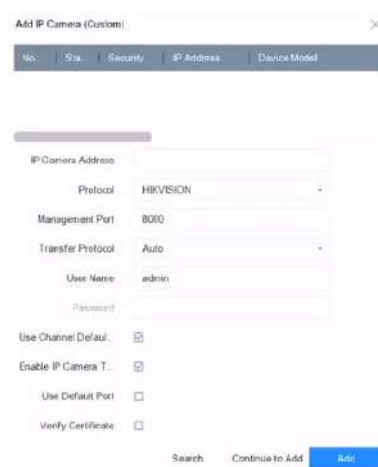 Add IP Camera (Custom)
No. Sta... Security IP Address Device Model
IP Camera Address
Protocol HIKVISION
Management Port 8000
Transfer Protocol Auto
User Name admin
Password
Use Channel Defaul...
Enable IP Camera T...
Use Default Port
Verify Certificate
Search Continue to Add Add